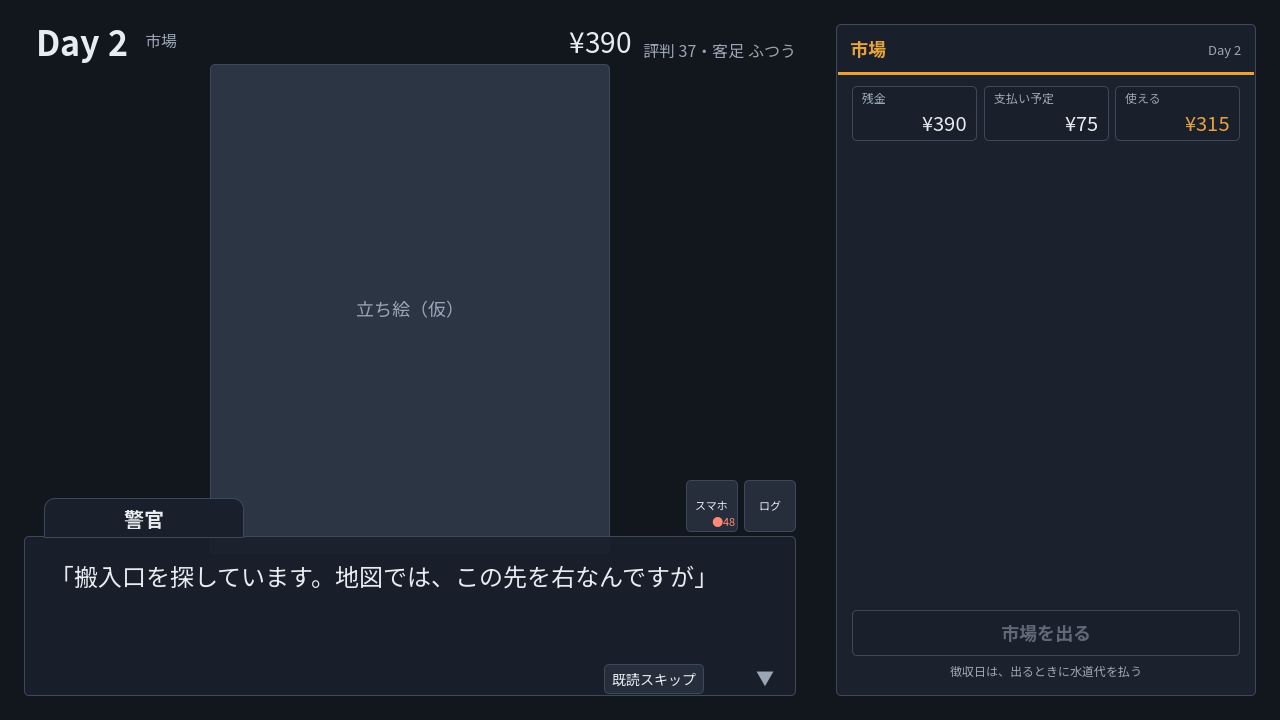 Day 2 市場
¥390 評判 37・客足 ふつう
立ち絵（仮）
スマホ
48
ログ
警官
「搬入口を探しています。地図では、この先を右なんですが」
既読スキップ
▼
市場
Day 2
残金
¥390
支払い予定
¥75
使える
¥315
市場を出る
徴収日は、出るときに水道代を払う